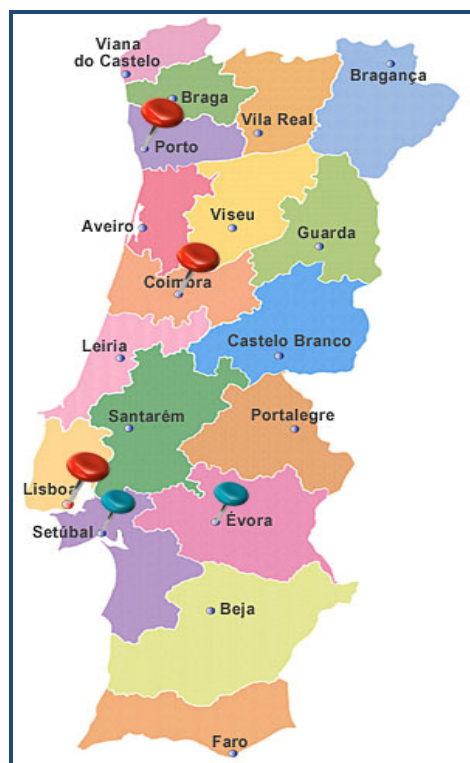 Viana
do Castelo
Bragança
Braga
Vila Real
Porto
Aveiro
Viseu
Guarda
Coimbra
Leiria
Castelo Branco
Santarém
Portalegre
Lisboa
Setúbal
Évora
Beja
Faro